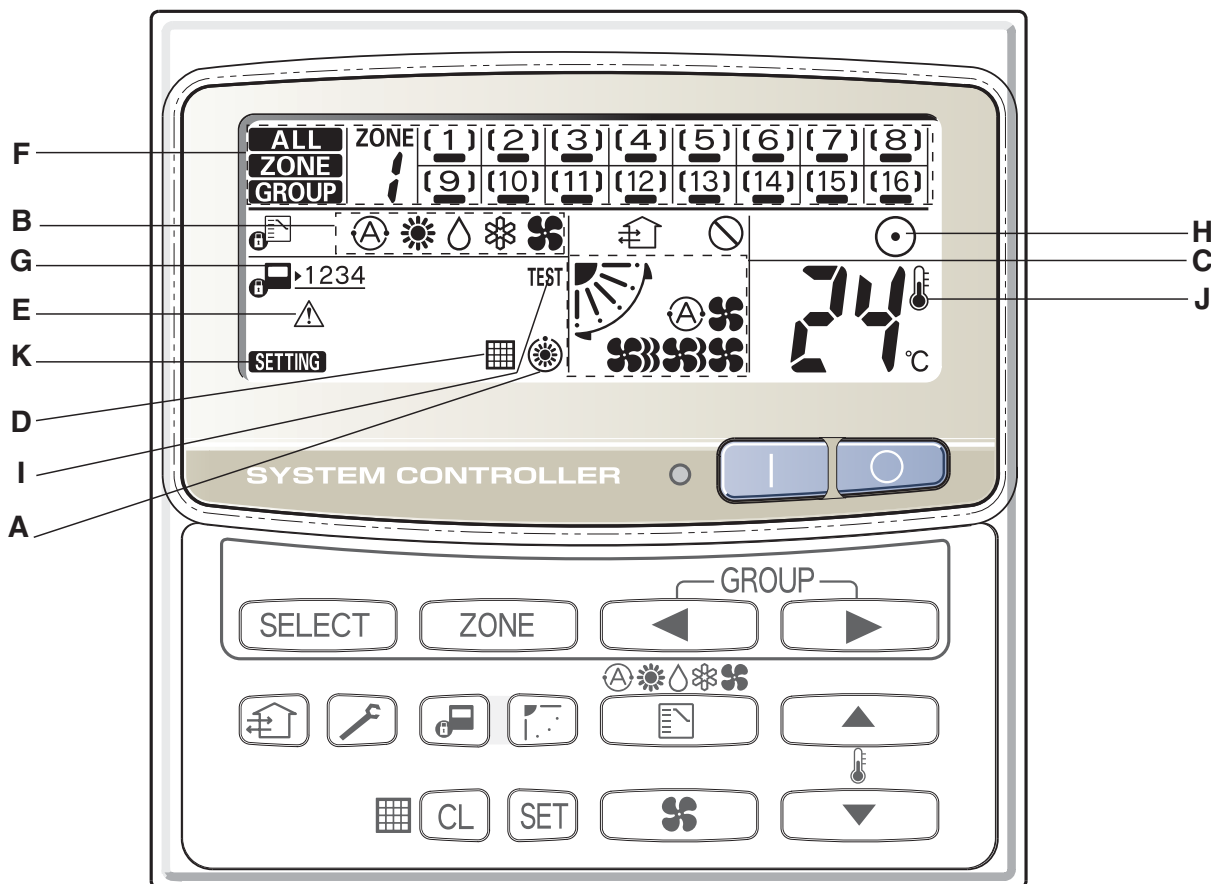 ALL ZONE (1) (2) (3) (4) (5) (6) (7) (8)
ZONE 1
GROUP (9) (10) (11) (12) (13) (14) (15) (16)
F
B
H
G
1234 TEST
C
E
24 °C
J
K
SETTING
D
I
SYSTEM CONTROLLER
A
GROUP
SELECT ZONE
CL SET